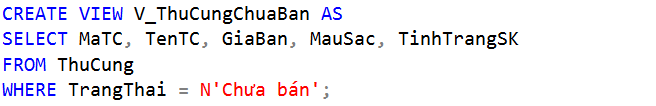 CREATE VIEW V_ThuCungChuaBan AS
SELECT MaTC, TenTC, GiaBan, MauSac, TinhTrangSK
FROM ThuCung
WHERE TrangThai = N'Chưa bán';